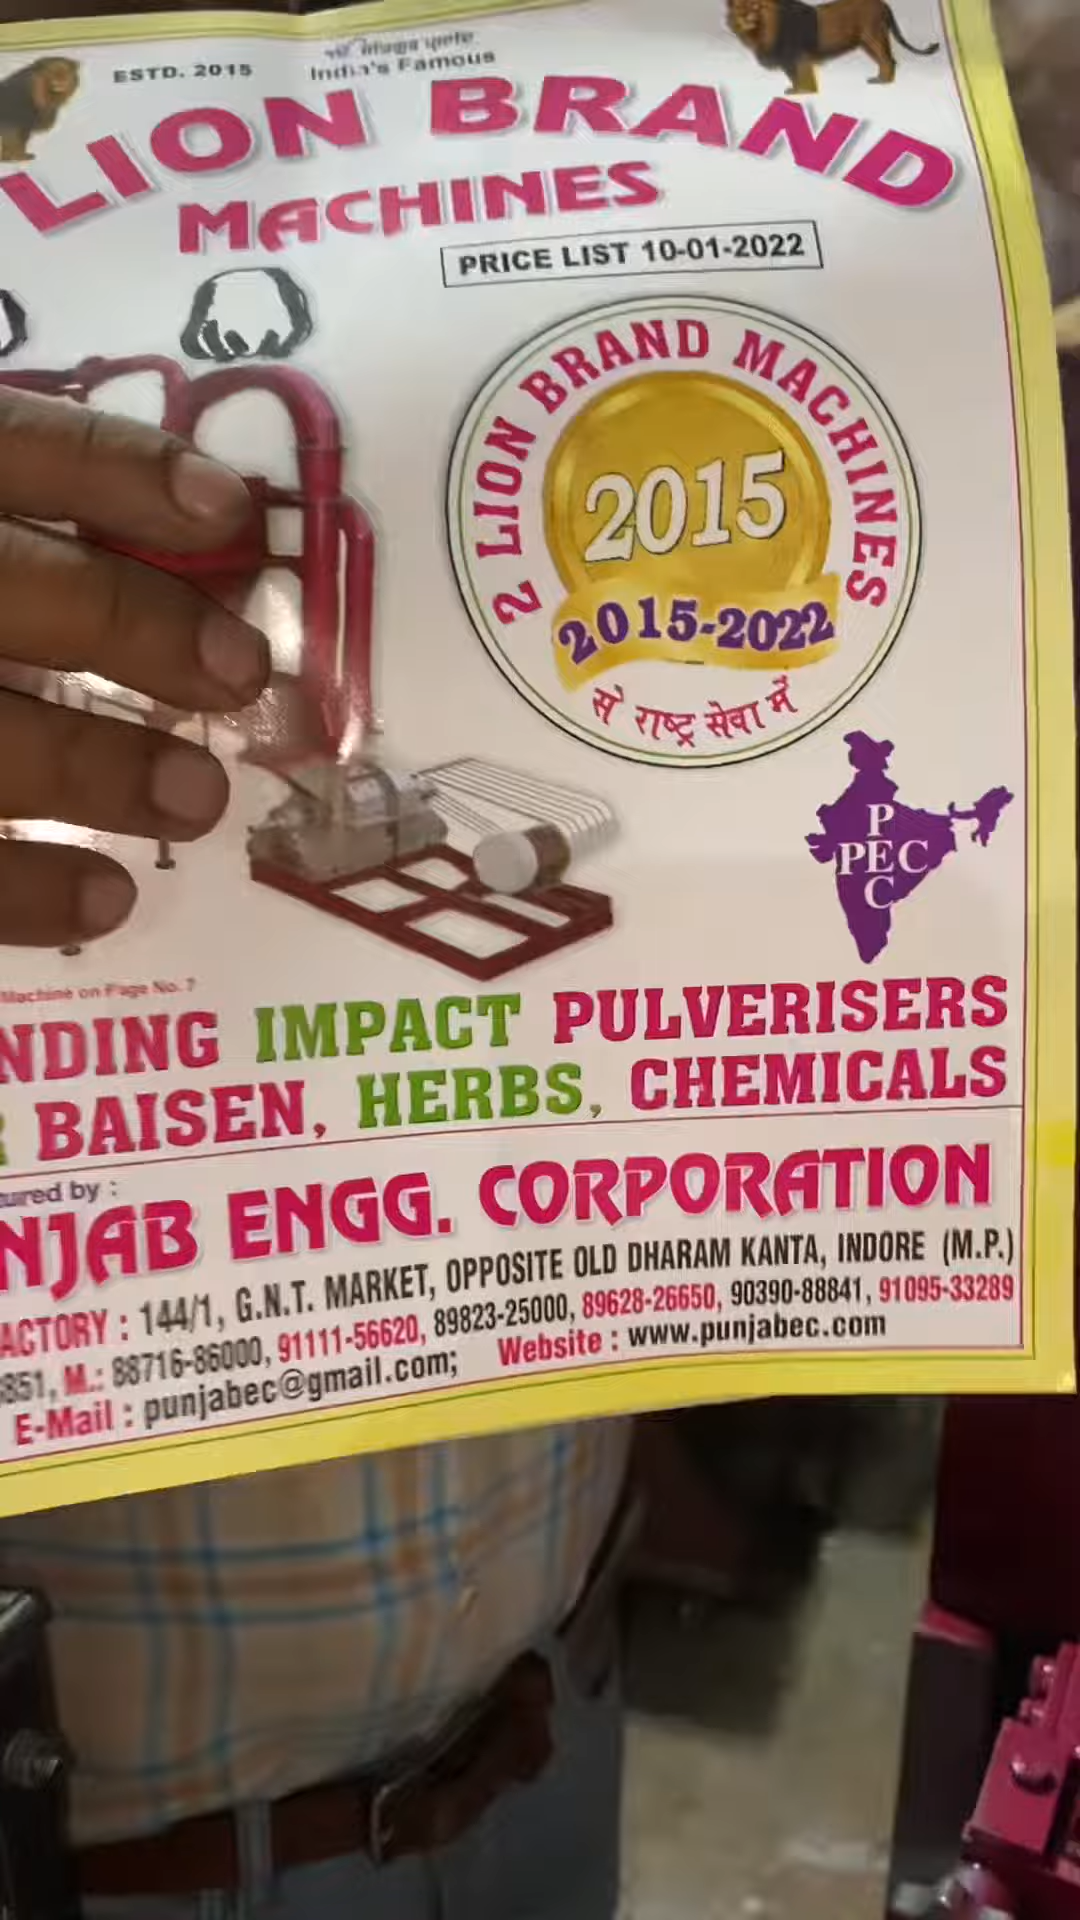 ESTD. 2015
India's Famous
LION BRAND
MACHINES
PRICE LIST 10-01-2022
2 LION BRAND MACHINES
2015
2015-2022
से राष्ट्र सेवा में
P
PEC
C
Machine on Page No. 7
NDING IMPACT PULVERISERS
BAISEN, HERBS, CHEMICALS
tured by :
NJAB ENGG. CORPORATION
ACTORY : 144/1, G.N.T. MARKET, OPPOSITE OLD DHARAM KANTA, INDORE (M.P.)
851, M.: 88716-86000, 91111-56620, 89823-25000, 89628-26650, 90390-88841, 91095-33289
E-Mail : punjabec@gmail.com; Website : www.punjabec.com